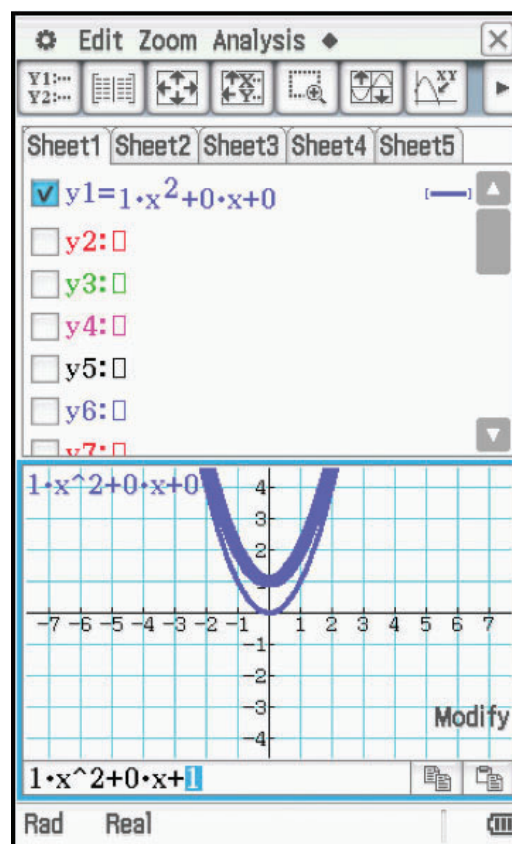 Edit Zoom Analysis ◆
Y1:··· Y2:··· X··· Y··· XY
Sheet1 Sheet2 Sheet3 Sheet4 Sheet5
y1=1·x²+0·x+0
y2:▯
y3:▯
y4:▯
y5:▯
y6:▯
y7:▯
1·x^2+0·x+0
4
3
2
1
-7 -6 -5 -4 -3 -2 -1 1 2 3 4 5 6 7
-1
-2
-3
Modify
-4
1·x^2+0·x+1
Rad Real